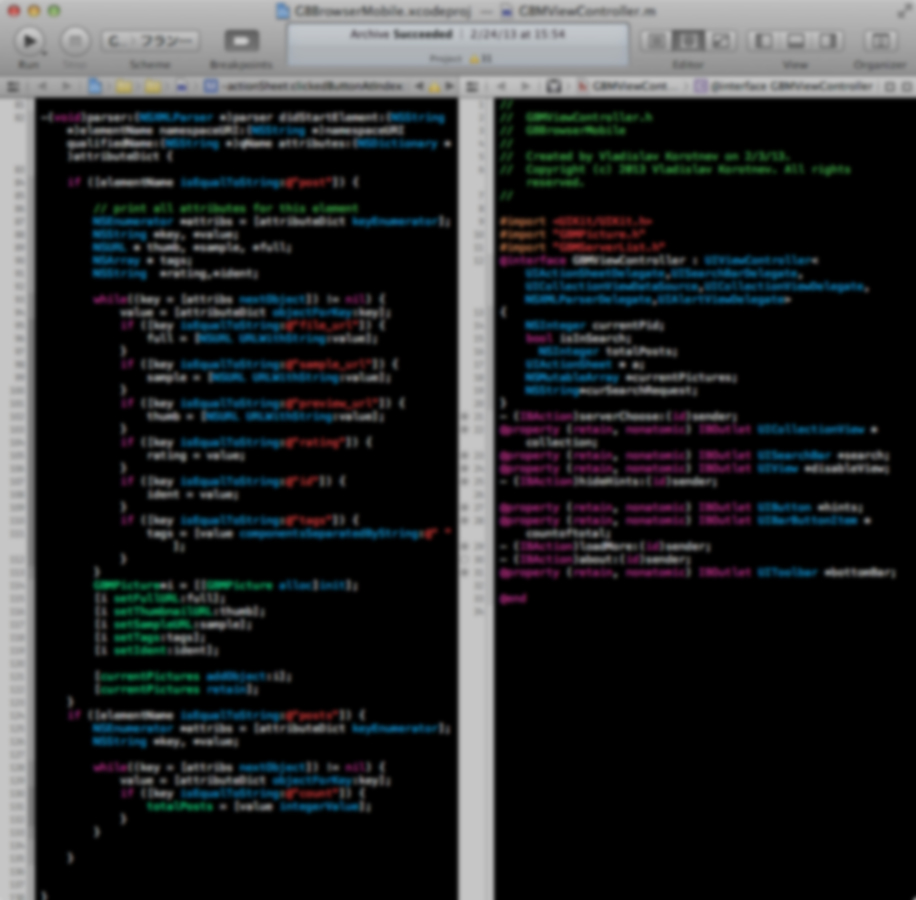 GBBrowserMobile.xcodeproj — GBMViewController.m
Archive Succeeded | 2/24/13 at 15:54
Project 31
Run
Scheme
Breakpoints
Editor
View
Organizer
-actionSheet:clickedButtonAtIndex
GBMViewCont...
@interface GBMViewController
-(void)parser:(NSXMLParser *)parser didStartElement:(NSString
*)elementName namespaceURI:(NSString *)namespaceURI
qualifiedName:(NSString *)qName attributes:(NSDictionary *
)attributeDict {
if ([elementName isEqualToString:@"post"]) {
// print all attributes for this element
NSEnumerator *attribs = [attributeDict keyEnumerator];
NSString *key, *value;
NSURL * thumb, *sample, *full;
NSArray * tags;
NSString *rating,*ident;
while((key = [attribs nextObject]) != nil) {
value = [attributeDict objectForKey:key];
if ([key isEqualToString:@"file_url"]) {
full = [NSURL URLWithString:value];
}
if ([key isEqualToString:@"sample_url"]) {
sample = [NSURL URLWithString:value];
}
if ([key isEqualToString:@"preview_url"]) {
thumb = [NSURL URLWithString:value];
}
if ([key isEqualToString:@"rating"]) {
rating = value;
}
if ([key isEqualToString:@"id"]) {
ident = value;
}
if ([key isEqualToString:@"tags"]) {
tags = [value componentsSeparatedByString:@" "
];
}
}
GBMPicture*i = [[GBMPicture alloc]init];
[i setFullURL:full];
[i setThumbnailURL:thumb];
[i setSampleURL:sample];
[i setTags:tags];
[i setIdent:ident];
[currentPictures addObject:i];
[currentPictures retain];
}
if ([elementName isEqualToString:@"posts"]) {
NSEnumerator *attribs = [attributeDict keyEnumerator];
NSString *key, *value;
while((key = [attribs nextObject]) != nil) {
value = [attributeDict objectForKey:key];
if ([key isEqualToString:@"count"]) {
totalPosts = [value integerValue];
}
}
}
}
//
// GBMViewController.h
// GBBrowserMobile
//
// Created by Vladislav Korotnev on 2/3/13.
// Copyright (c) 2013 Vladislav Korotnev. All rights
reserved.
//
#import <UIKit/UIKit.h>
#import "GBMPicture.h"
#import "GBMServerList.h"
@interface GBMViewController : UIViewController<
UIActionSheetDelegate,UISearchBarDelegate,
UICollectionViewDataSource,UICollectionViewDelegate,
NSXMLParserDelegate,UIAlertViewDelegate>
{
NSInteger currentPid;
bool isInSearch;
NSInteger totalPosts;
UIActionSheet * a;
NSMutableArray *currentPictures;
NSString*curSearchRequest;
}
- (IBAction)serverChoose:(id)sender;
@property (retain, nonatomic) IBOutlet UICollectionView *
collection;
@property (retain, nonatomic) IBOutlet UISearchBar *search;
@property (retain, nonatomic) IBOutlet UIView *disableView;
- (IBAction)hideHints:(id)sender;
@property (retain, nonatomic) IBOutlet UIButton *hints;
@property (retain, nonatomic) IBOutlet UIBarButtonItem *
countoftotal;
- (IBAction)loadMore:(id)sender;
- (IBAction)about:(id)sender;
@property (retain, nonatomic) IBOutlet UIToolbar *bottomBar;
@end